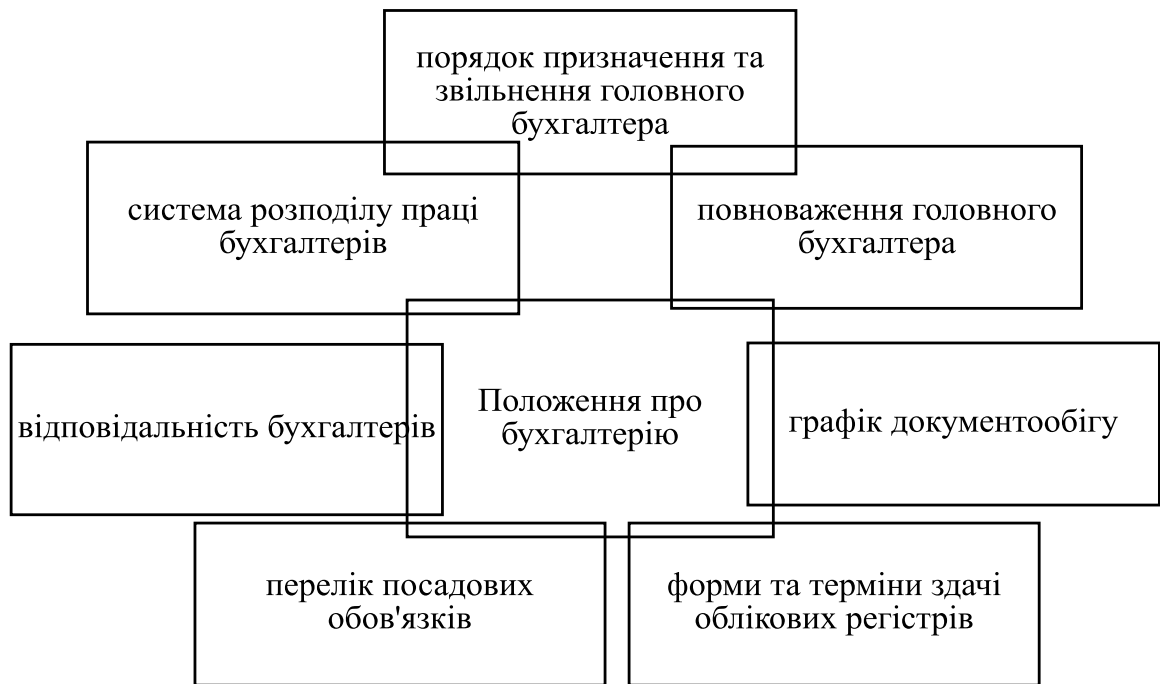 порядок призначення та
звільнення головного
бухгалтера
система розподілу праці
бухгалтерів
повноваження головного
бухгалтера
відповідальність бухгалтерів
Положення про
бухгалтерію
графік документообігу
перелік посадових
обов'язків
форми та терміни здачі
облікових регістрів